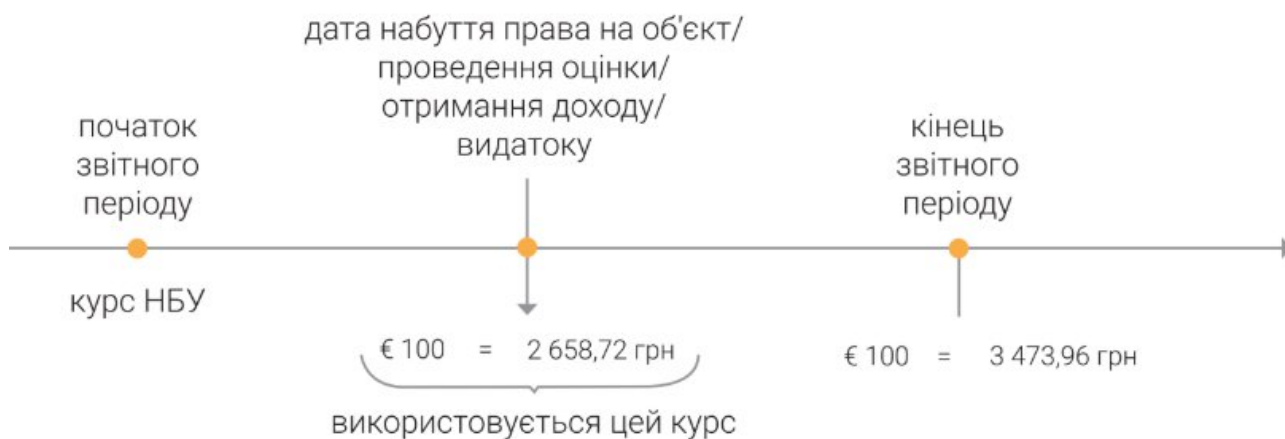 дата набуття права на об'єкт/
проведення оцінки/
отримання доходу/
видатоку
початок
звітного
періоду
кінець
звітного
періоду
курс НБУ
€ 100 = 2 658,72 грн
€ 100 = 3 473,96 грн
використовується цей курс